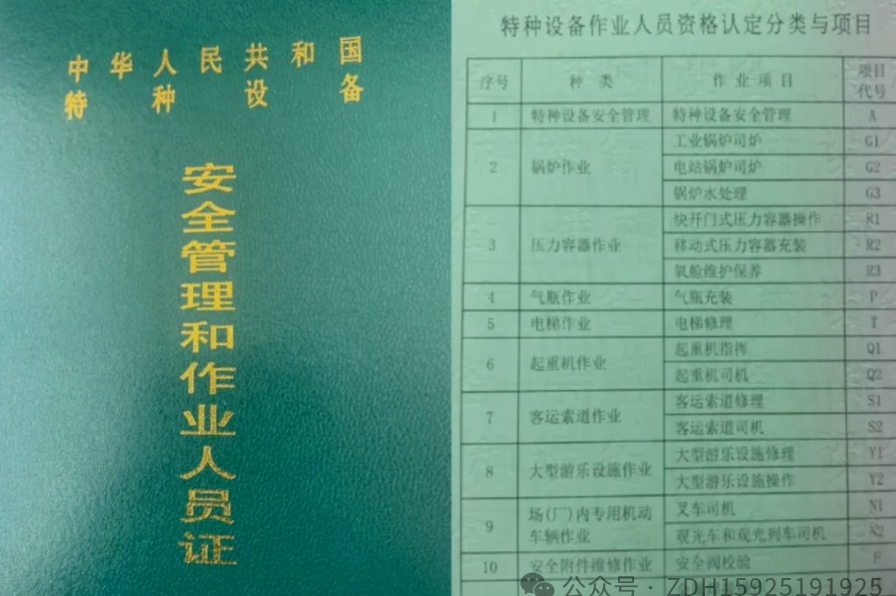 中华人民共和国
特种设备
安全管理和作业人员证
特种设备作业人员资格认定分类与项目
序号 种类 作业项目 项目代号
1 特种设备安全管理 特种设备安全管理 A
2 锅炉作业 工业锅炉司炉 G1
电站锅炉司炉 G2
锅炉水处理 G3
3 压力容器作业 快开门式压力容器操作 R1
移动式压力容器充装 R2
氧舱维护保养 R3
4 气瓶作业 气瓶充装 P
5 电梯作业 电梯修理 T
6 起重机作业 起重机指挥 Q1
起重机司机 Q2
7 客运索道作业 客运索道修理 S1
客运索道司机 S2
8 大型游乐设施作业 大型游乐设施修理 Y1
大型游乐设施操作 Y2
9 场(厂)内专用机动车辆作业 叉车司机 N1
观光车和观光列车司机 N2
10 安全附件维修作业 安全阀校验 F
公众号·ZDH15925191925